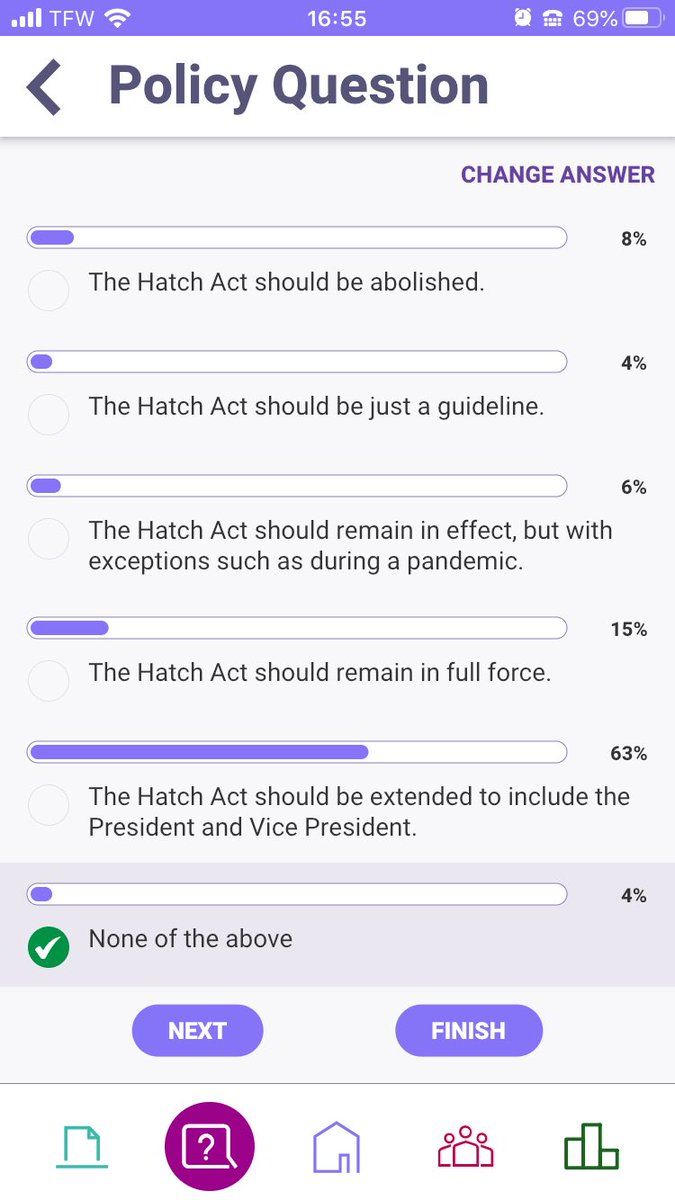 TFW 16:55 69%
Policy Question
CHANGE ANSWER
8%
The Hatch Act should be abolished.
4%
The Hatch Act should be just a guideline.
6%
The Hatch Act should remain in effect, but with
exceptions such as during a pandemic.
15%
The Hatch Act should remain in full force.
63%
The Hatch Act should be extended to include the
President and Vice President.
4%
None of the above
NEXT FINISH
?